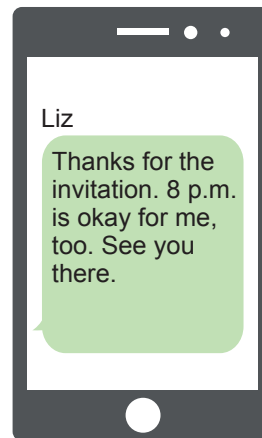 Liz
Thanks for the
invitation. 8 p.m.
is okay for me,
too. See you
there.